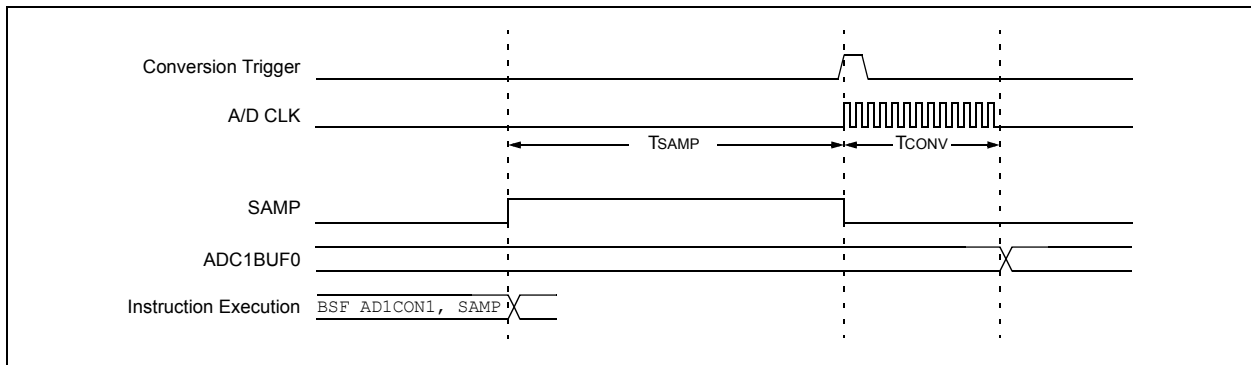 Conversion Trigger
A/D CLK
TSAMP
TCONV
SAMP
ADC1BUF0
Instruction Execution
BSF AD1CON1, SAMP